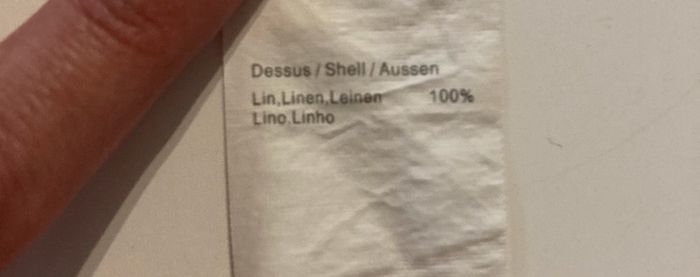 Dessus / Shell / Aussen
Lin,Linen,Leinen 100%
Lino,Linho